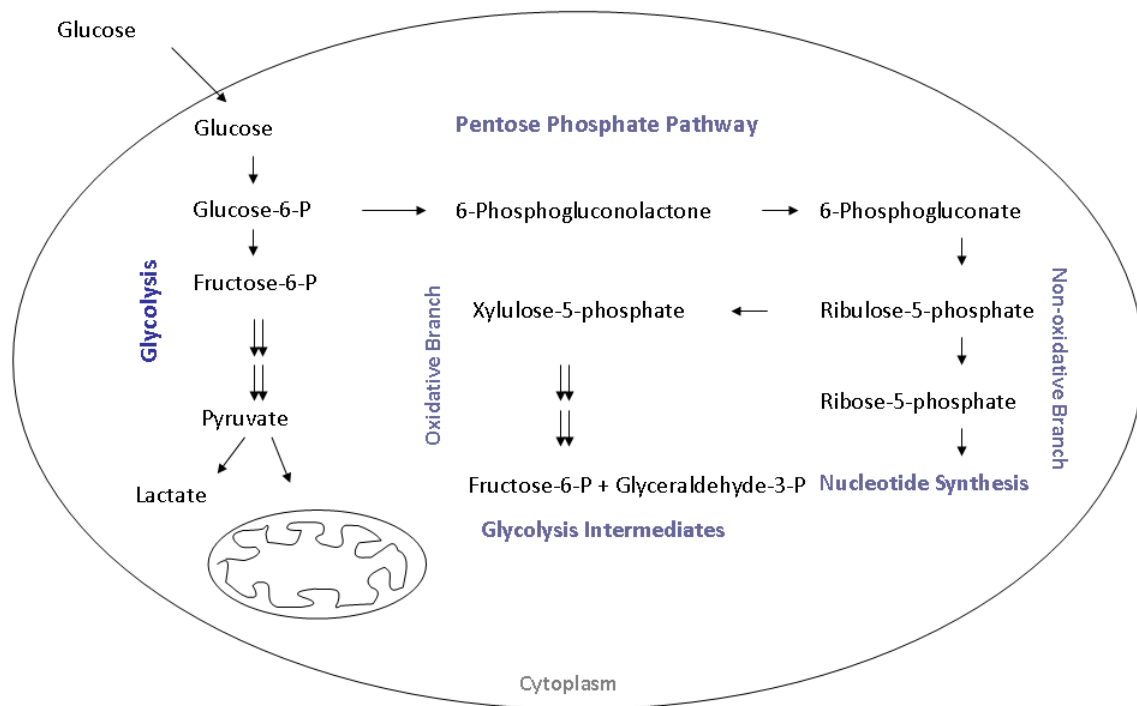 Glucose
Glucose
Pentose Phosphate Pathway
Glucose-6-P
6-Phosphogluconolactone
6-Phosphogluconate
Glycolysis
Fructose-6-P
Oxidative Branch
Xylulose-5-phosphate
Ribulose-5-phosphate
Non-oxidative Branch
Pyruvate
Ribose-5-phosphate
Lactate
Fructose-6-P + Glyceraldehyde-3-P
Nucleotide Synthesis
Glycolysis Intermediates
Cytoplasm